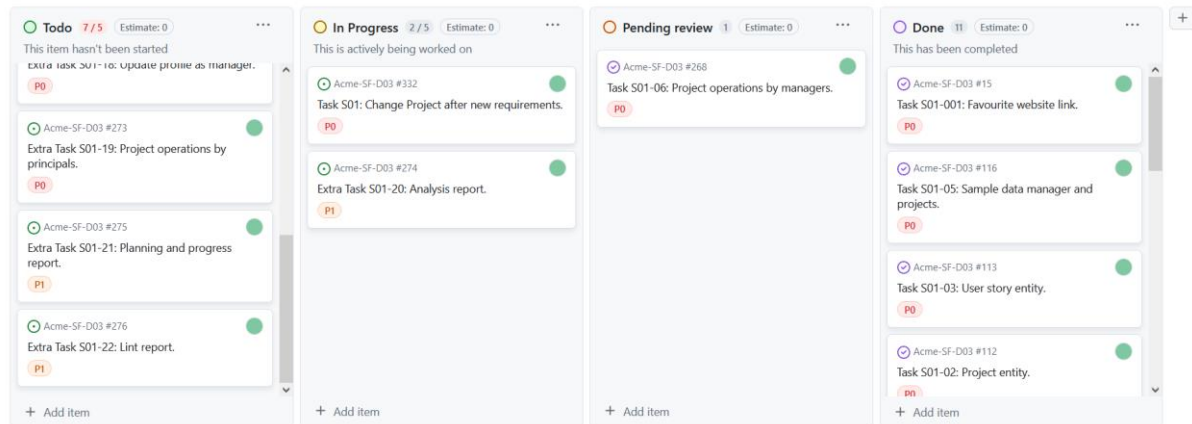 Todo 7 / 5 Estimate: 0 ...
This item hasn't been started
Extra Task S01-18: Update profile as manager.
P0
Acme-SF-D03 #273
Extra Task S01-19: Project operations by
principals.
P0
Acme-SF-D03 #275
Extra Task S01-21: Planning and progress
report.
P1
Acme-SF-D03 #276
Extra Task S01-22: Lint report.
P1
+ Add item
In Progress 2 / 5 Estimate: 0 ...
This is actively being worked on
Acme-SF-D03 #332
Task S01: Change Project after new requirements.
P0
Acme-SF-D03 #274
Extra Task S01-20: Analysis report.
P1
+ Add item
Pending review 1 Estimate: 0 ...
Acme-SF-D03 #268
Task S01-06: Project operations by managers.
P0
+ Add item
Done 11 Estimate: 0 ...
This has been completed
Acme-SF-D03 #15
Task S01-001: Favourite website link.
P0
Acme-SF-D03 #116
Task S01-05: Sample data manager and
projects.
P0
Acme-SF-D03 #113
Task S01-03: User story entity.
P0
Acme-SF-D03 #112
Task S01-02: Project entity.
P0
+ Add item
+